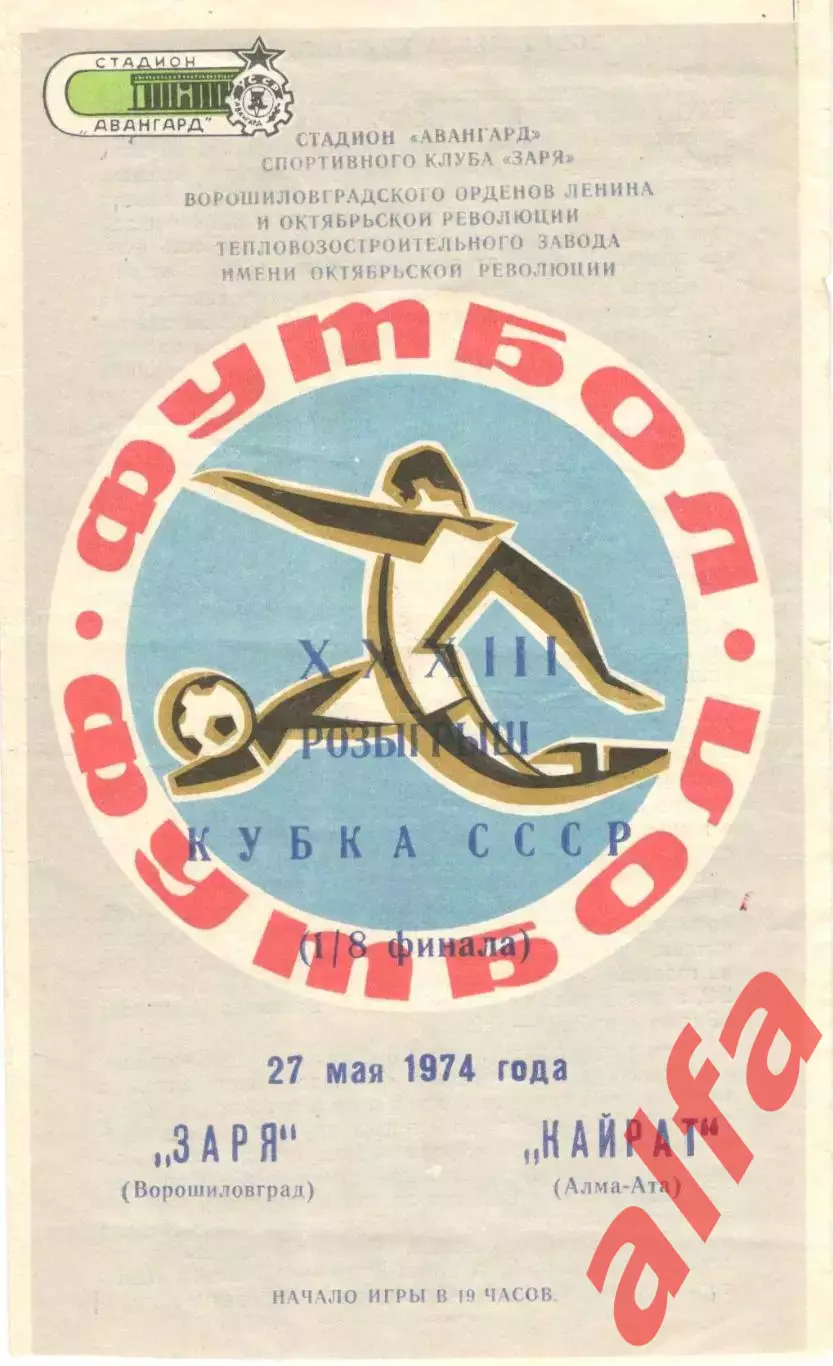 СТАДИОН
"АВАНГАРД"
УССР
АВАНГАРД
СТАДИОН «АВАНГАРД»
СПОРТИВНОГО КЛУБА «ЗАРЯ»
ВОРОШИЛОВГРАДСКОГО ОРДЕНОВ ЛЕНИНА
И ОКТЯБРЬСКОЙ РЕВОЛЮЦИИ
ТЕПЛОВОЗОСТРОИТЕЛЬНОГО ЗАВОДА
ИМЕНИ ОКТЯБРЬСКОЙ РЕВОЛЮЦИИ
ФУТБОЛ · ФУТБОЛ ·
XXXIII
РОЗЫГРЫШ
КУБКА СССР
(1/8 финала)
27 мая 1974 года
„ЗАРЯ"
(Ворошиловград)
„КАЙРАТ"
(Алма-Ата)
НАЧАЛО ИГРЫ В 19 ЧАСОВ.
alfa